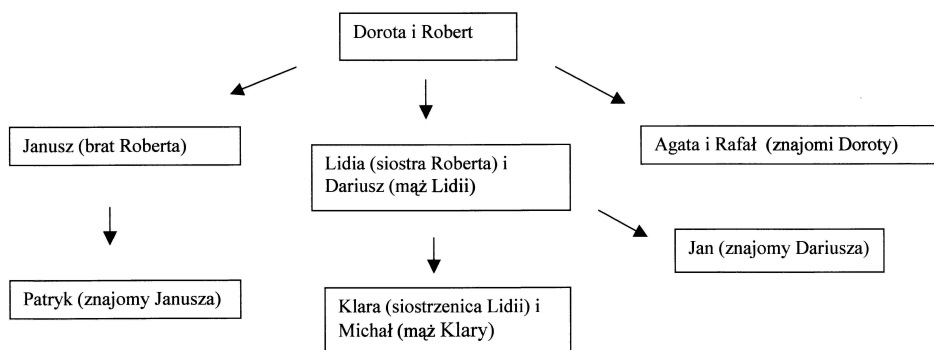 Dorota i Robert
Janusz (brat Roberta)
Lidia (siostra Roberta) i
Dariusz (mąż Lidii)
Agata i Rafał (znajomi Doroty)
Jan (znajomy Dariusza)
Patryk (znajomy Janusza)
Klara (siostrzenica Lidii) i
Michał (mąż Klary)